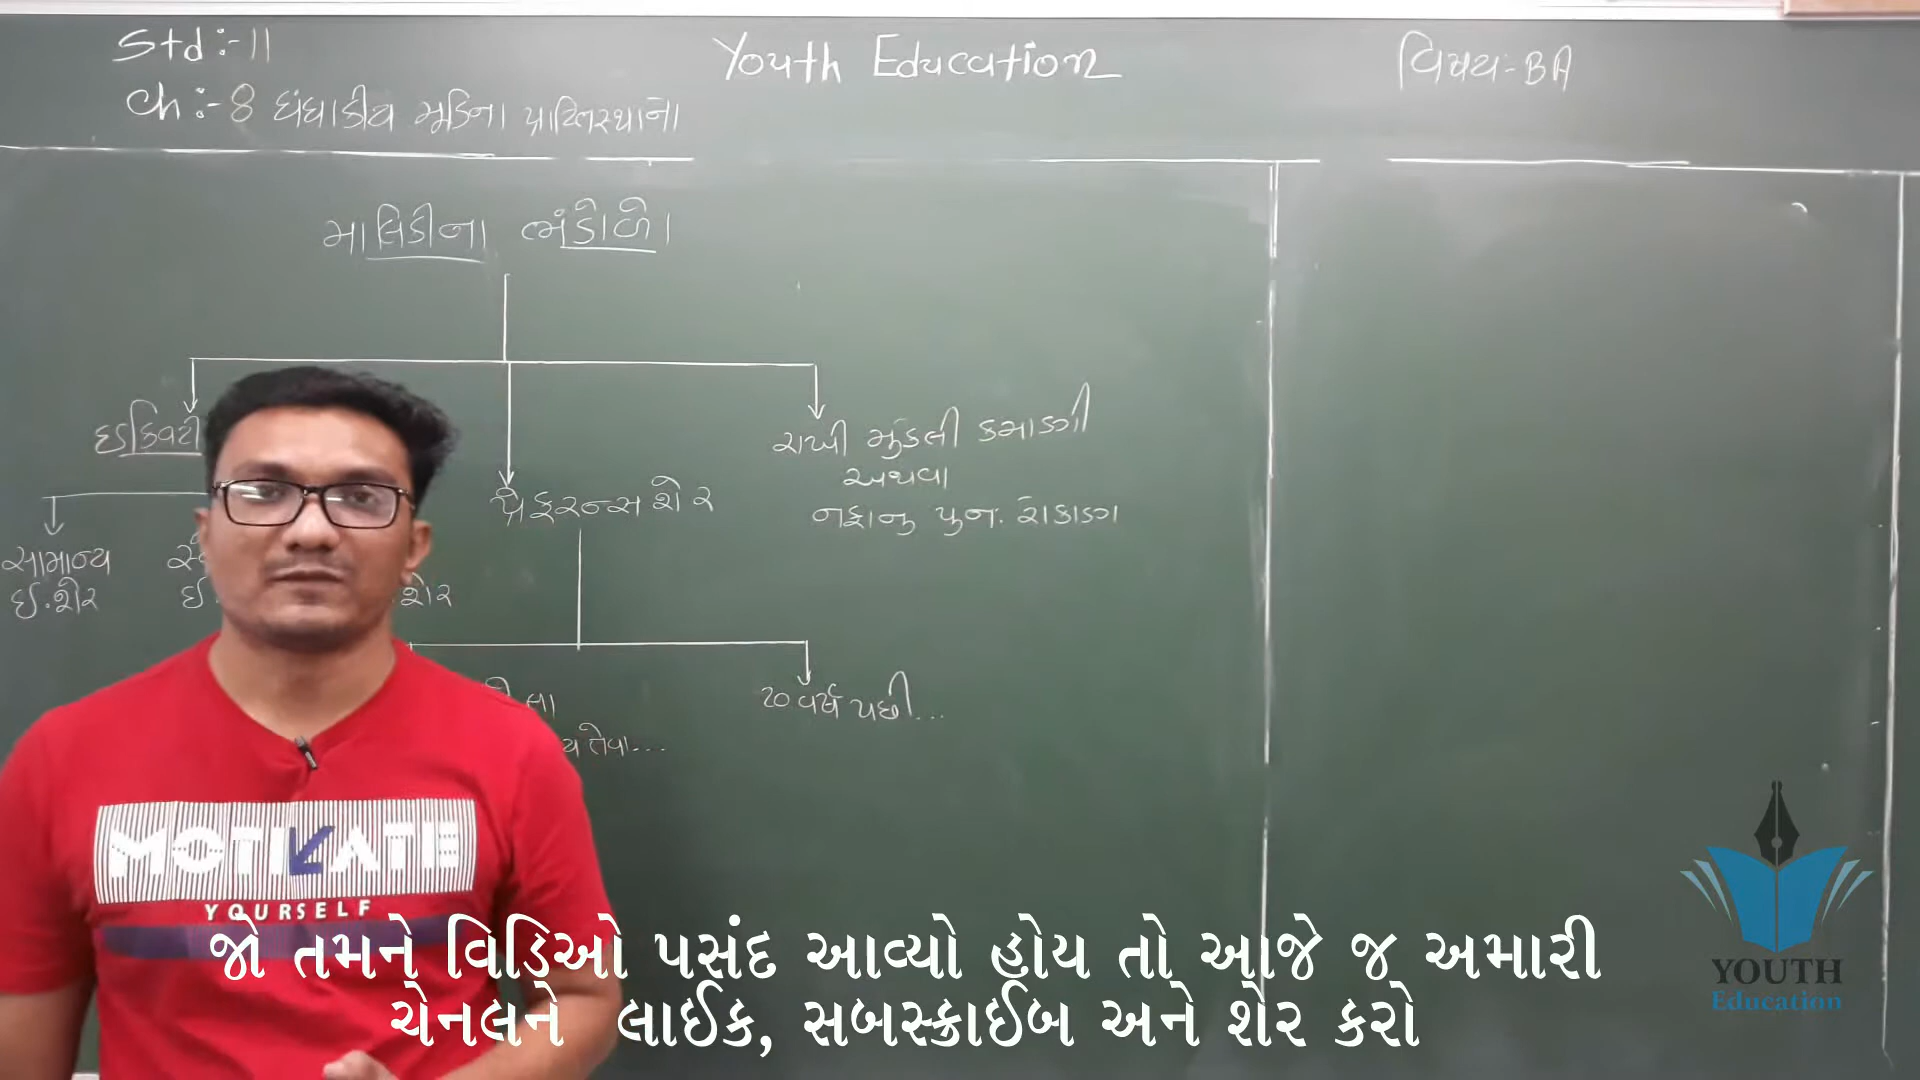 Std :- 11
Youth Education
વિષય:- BA
Ch :- 8 ધંધાકીય મૂડીના પ્રાપ્તિસ્થાનો
માલિકીના ભંડોળો
ઇક્વિટી
પ્રેફરન્સ શેર
રાખી મુકેલી કમાણી
અથવા
નફાનુ પુન: રોકાણ
સામાન્ય
ઈ. શેર
ઈ.
શેર
20 વર્ષ પછી...
ય તેવા....
MOTIVATE
YOURSELF
જો તમને વિડિઓ પસંદ આવ્યો હોય તો આજે જ અમારી
ચેનલને લાઈક, સબસ્ક્રાઈબ અને શેર કરો
YOUTH
Education